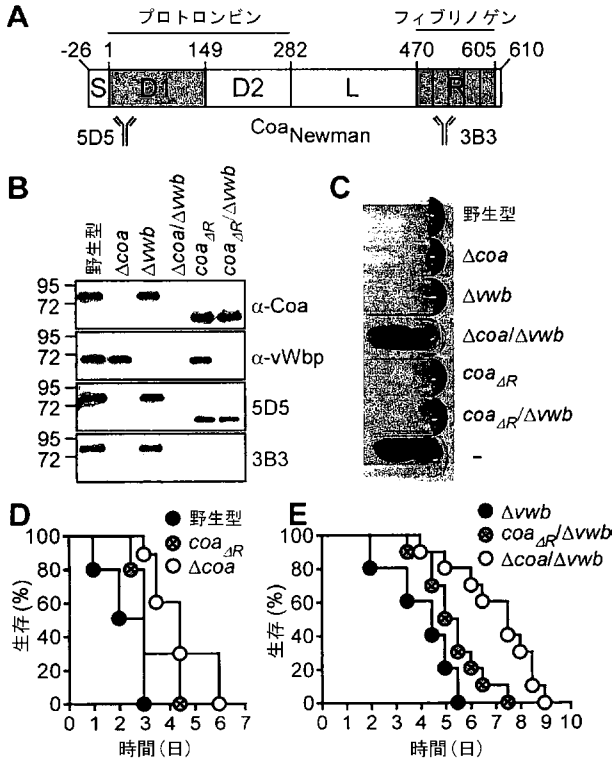 A
プロトロンビン
フィブリノゲン
-26 1 149 282 470 605 610
S D1 D2 L R
5D5 CoaNewman 3B3
B
野生型 Δcoa Δvwb Δcoa/Δvwb coaΔR coaΔR/Δvwb
95
72
α-Coa
95
72
α-vWbp
95
72
5D5
95
72
3B3
C
野生型
Δcoa
Δvwb
Δcoa/Δvwb
coaΔR
coaΔR/Δvwb
–
D
野生型
coaΔR
Δcoa
生存(%)
100
80
60
40
20
0
0 1 2 3 4 5 6 7
時間(日)
E
Δvwb
coaΔR/Δvwb
Δcoa/Δvwb
生存(%)
100
80
60
40
20
0
0 1 2 3 4 5 6 7 8 9 10
時間(日)